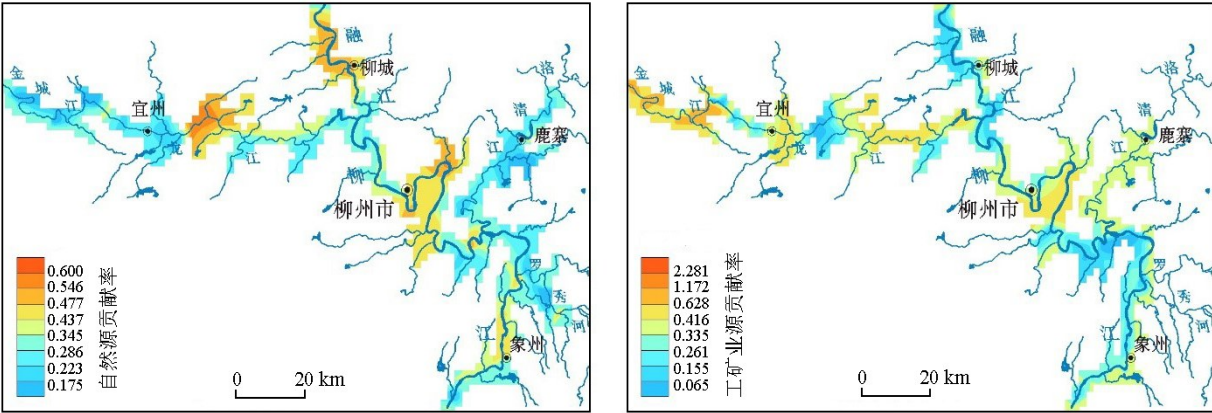 融
柳城
金
城
江
宜州
龙
江
江
洛
清
江
鹿寨
柳
柳州市
罗
秀
河
江
象州
0.600
0.546
0.477
0.437
0.345
0.286
0.223
0.175
自然源贡献率
0 20 km
融
柳城
金
城
江
宜州
龙
江
江
洛
清
江
鹿寨
柳
柳州市
罗
秀
河
江
象州
2.281
1.172
0.628
0.416
0.335
0.261
0.155
0.065
工矿业源贡献率
0 20 km